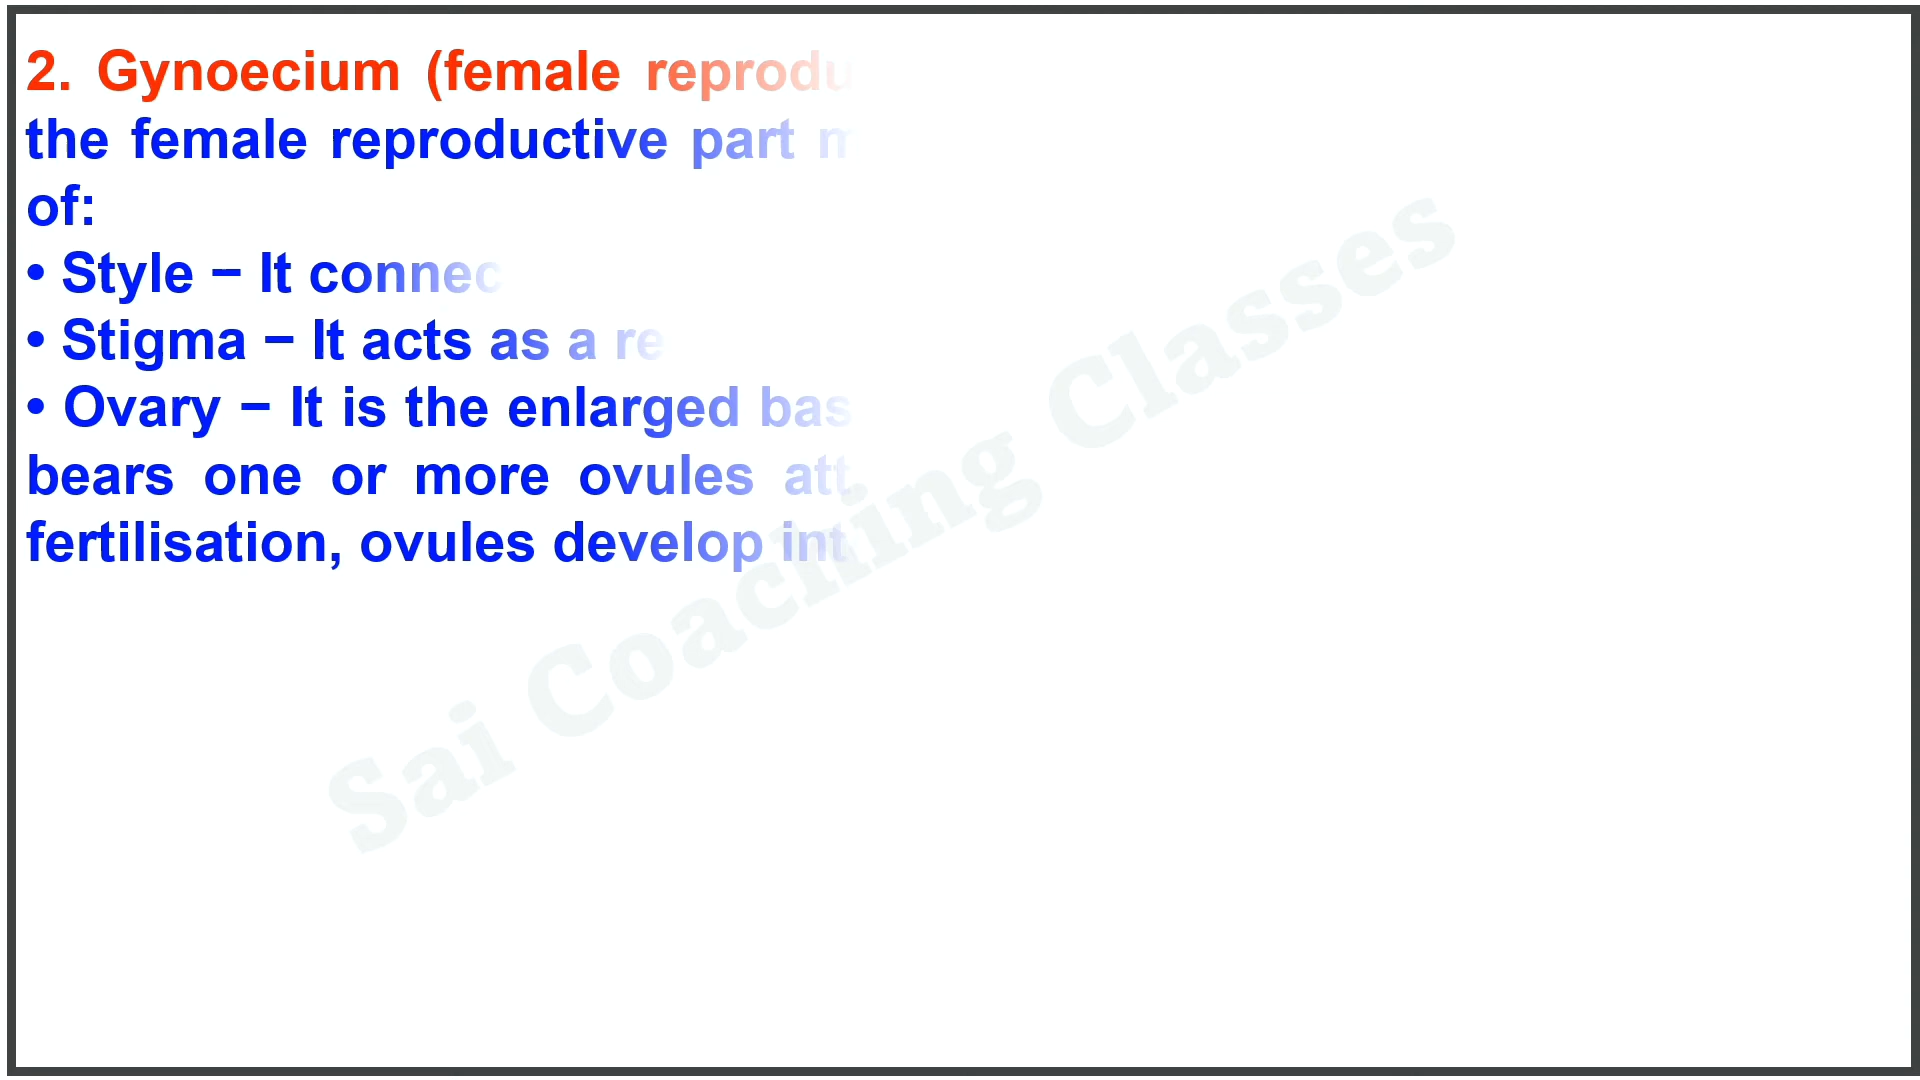 2. Gynoecium (female reprodu
the female reproductive part m
of:
• Style – It connec
• Stigma – It acts as a re
• Ovary – It is the enlarged bas
bears one or more ovules att
fertilisation, ovules develop int
Sai Coaching Classes